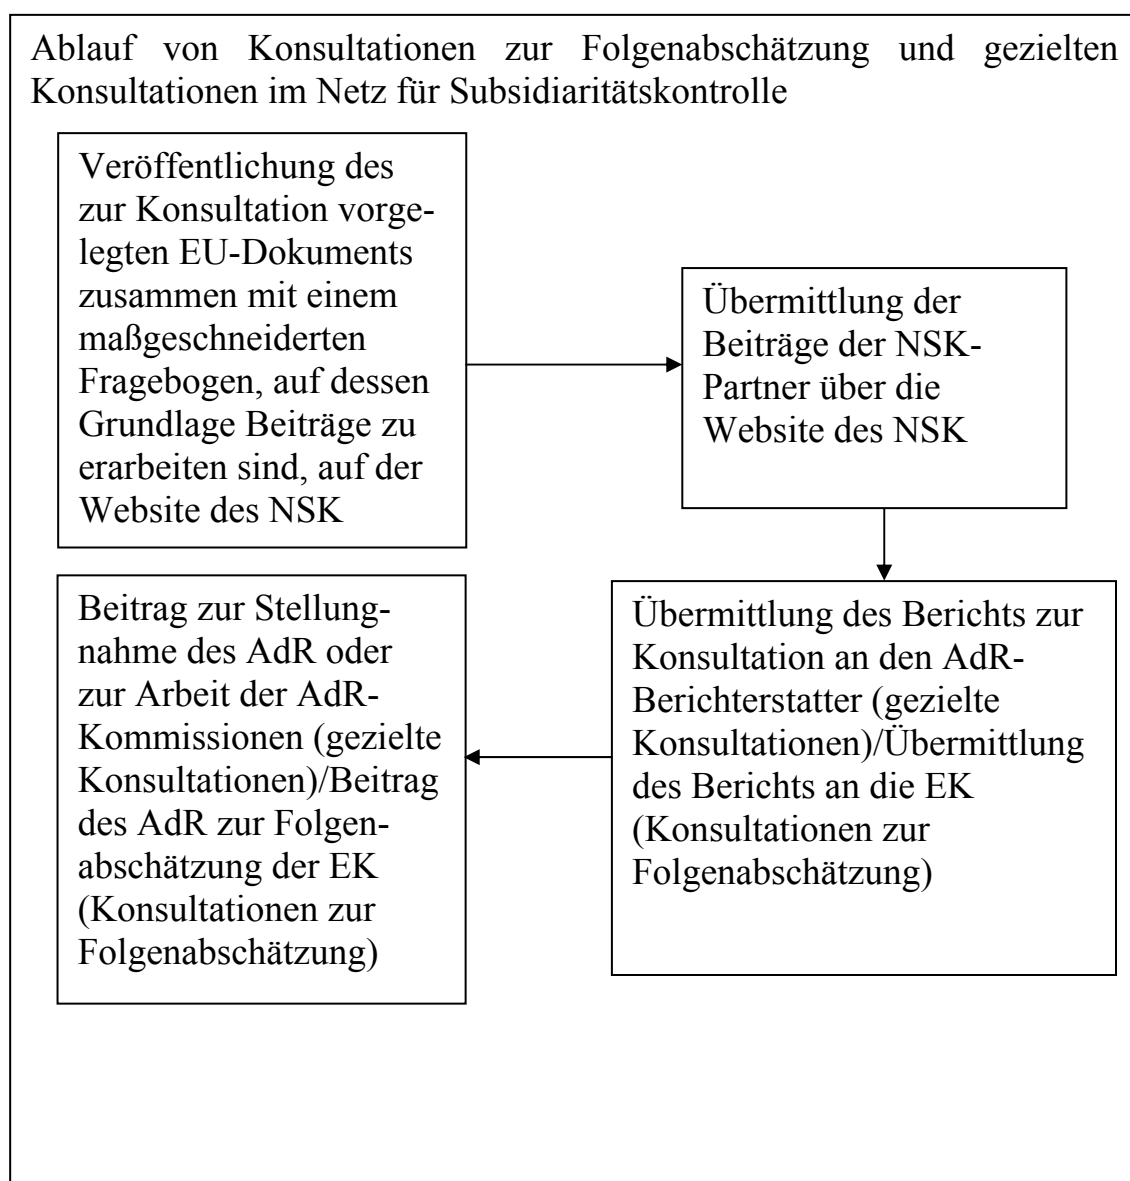 Ablauf von Konsultationen zur Folgenabschätzung und gezielten
Konsultationen im Netz für Subsidiaritätskontrolle
Veröffentlichung des
zur Konsultation vorge-
legten EU-Dokuments
zusammen mit einem
maßgeschneiderten
Fragebogen, auf dessen
Grundlage Beiträge zu
erarbeiten sind, auf der
Website des NSK
Übermittlung der
Beiträge der NSK-
Partner über die
Website des NSK
Übermittlung des Berichts zur
Konsultation an den AdR-
Berichterstatter (gezielte
Konsultationen)/Übermittlung
des Berichts an die EK
(Konsultationen zur
Folgenabschätzung)
Beitrag zur Stellung-
nahme des AdR oder
zur Arbeit der AdR-
Kommissionen (gezielte
Konsultationen)/Beitrag
des AdR zur Folgen-
abschätzung der EK
(Konsultationen zur
Folgenabschätzung)